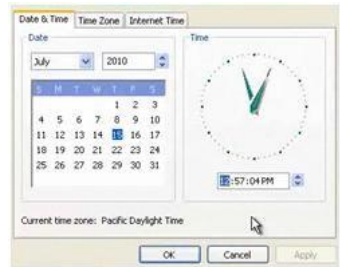 Date & Time Time Zone Internet Time
Date
Time
July 2010
S M T W T F S
1 2 3
4 5 6 7 8 9 10
11 12 13 14 15 16 17
18 19 20 21 22 23 24
25 26 27 28 29 30 31
12:57:04 PM
Current time zone: Pacific Daylight Time
OK Cancel Apply